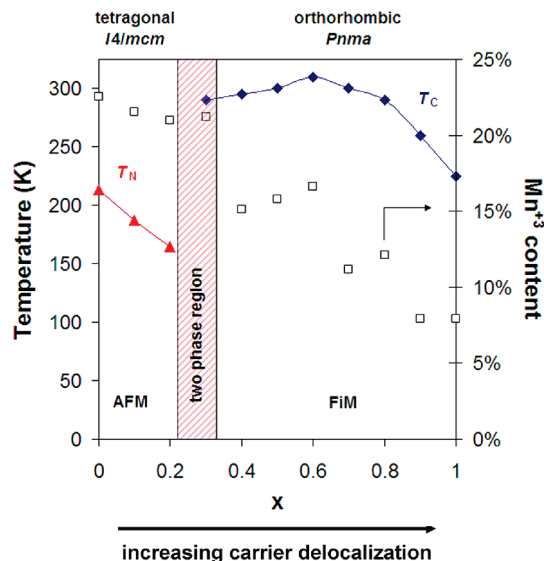 tetragonal
I4/mcm
orthorhombic
Pnma
300
250
200
150
100
50
0
Temperature (K)
25%
20%
15%
10%
5%
0%
Mn+3 content
TN
TC
two phase region
AFM
FiM
0
0.2
0.4
0.6
0.8
1
x
increasing carrier delocalization